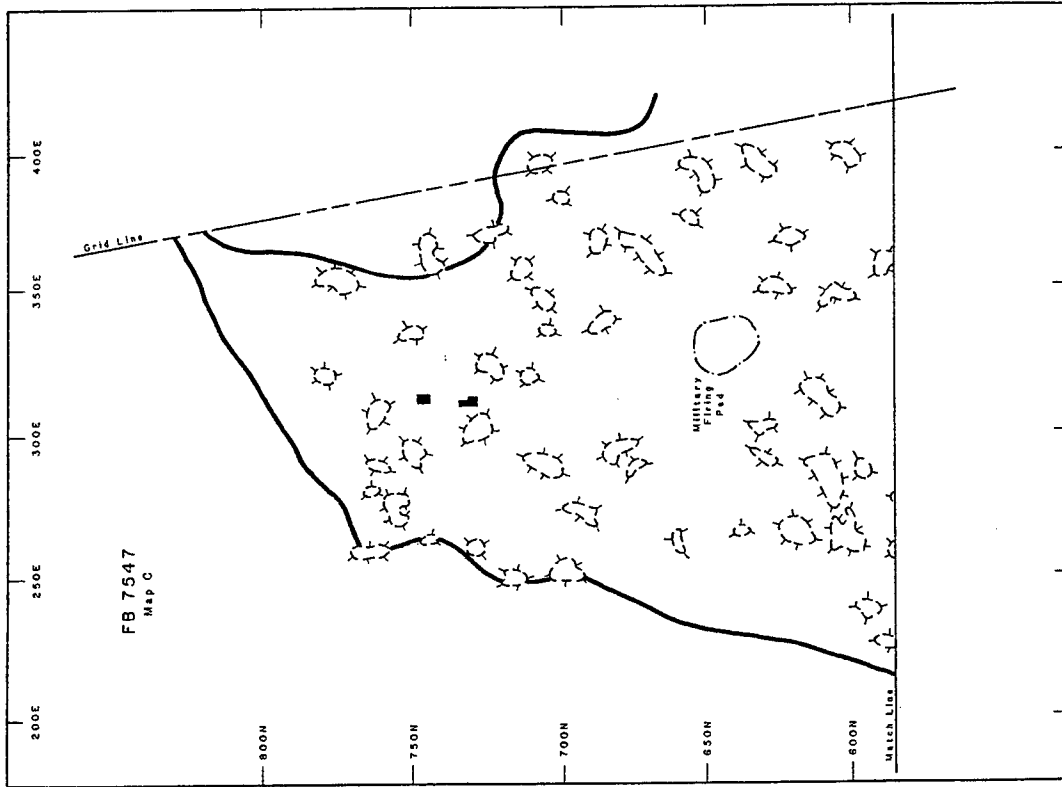 FB 7547
Map C
Grid Line
Military
Firing
Pad
Match Line
400E
350E
300E
250E
200E
800N
750N
700N
650N
600N